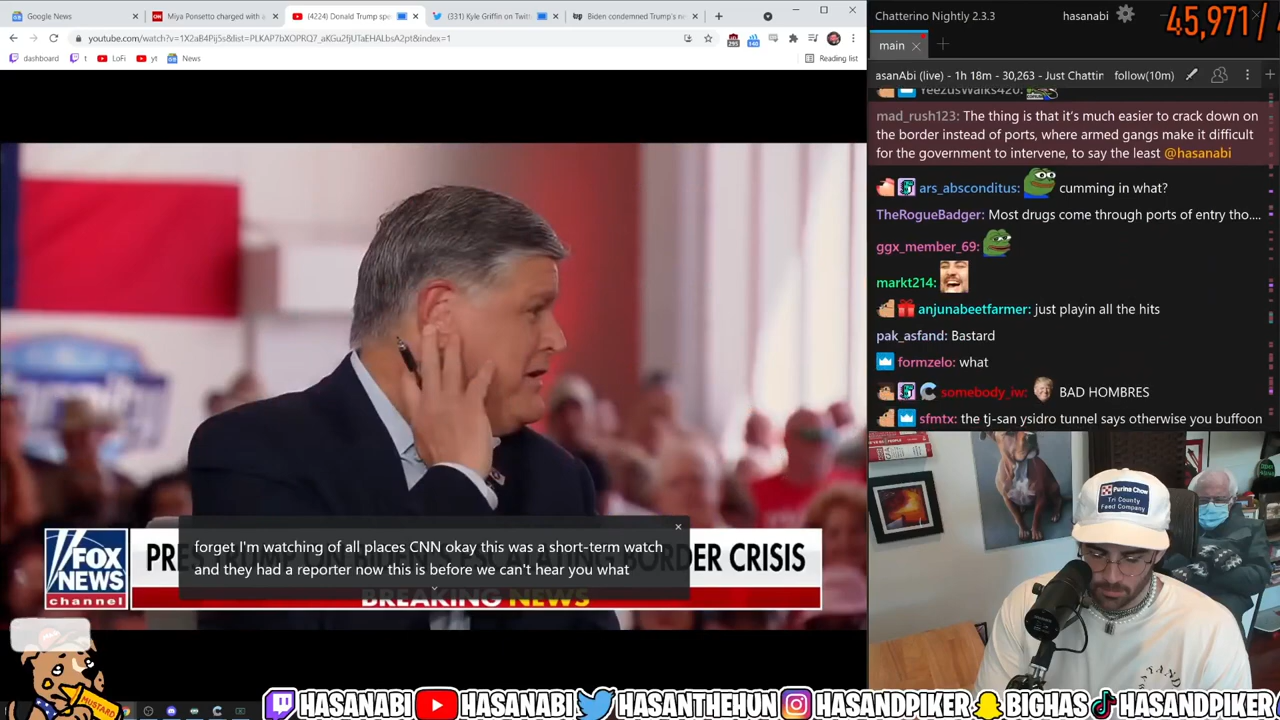 Google News
Miya Ponsetto charged with
(4224) Donald Trump spe
(331) Kyle Griffin on Twitt
Biden condemned Trump's
youtube.com/watch?v=1X2aB4Pij5s&list=PLKAP7bXOPRQ7_aKGu2fjUTaEHALbsA2pt&index=1
295
140
dashboard
t
LoFi
yt
News
Reading list
FOX
NEWS
channel
DER CRISIS
BREAKING NEWS
forget I'm watching of all places CNN okay this was a short-term watch
and they had a reporter now this is before we can't hear you what
Chatterino Nightly 2.3.3
hasanabi
45,971 /
main
asanAbi (live) - 1h 18m - 30,263 - Just Chattin
follow(10m)
YeezusWalks420:
mad_rush123: The thing is that it's much easier to crack down on
the border instead of ports, where armed gangs make it difficult
for the government to intervene, to say the least @hasanabi
ars_absconditus: cumming in what?
TheRogueBadger: Most drugs come through ports of entry tho....
ggx_member_69:
markt214:
anjunabeetfarmer: just playin all the hits
pak_asfand: Bastard
formzelo: what
somebody_iw: BAD HOMBRES
sfmtx: the tj-san ysidro tunnel says otherwise you buffoon
Purina Chow
Tri County
Feed Company
MUSTARD
HASANABI
HASANABI
HASANTHEHUN
HASANDPIKER
BIGHAS
HASANDPIKER